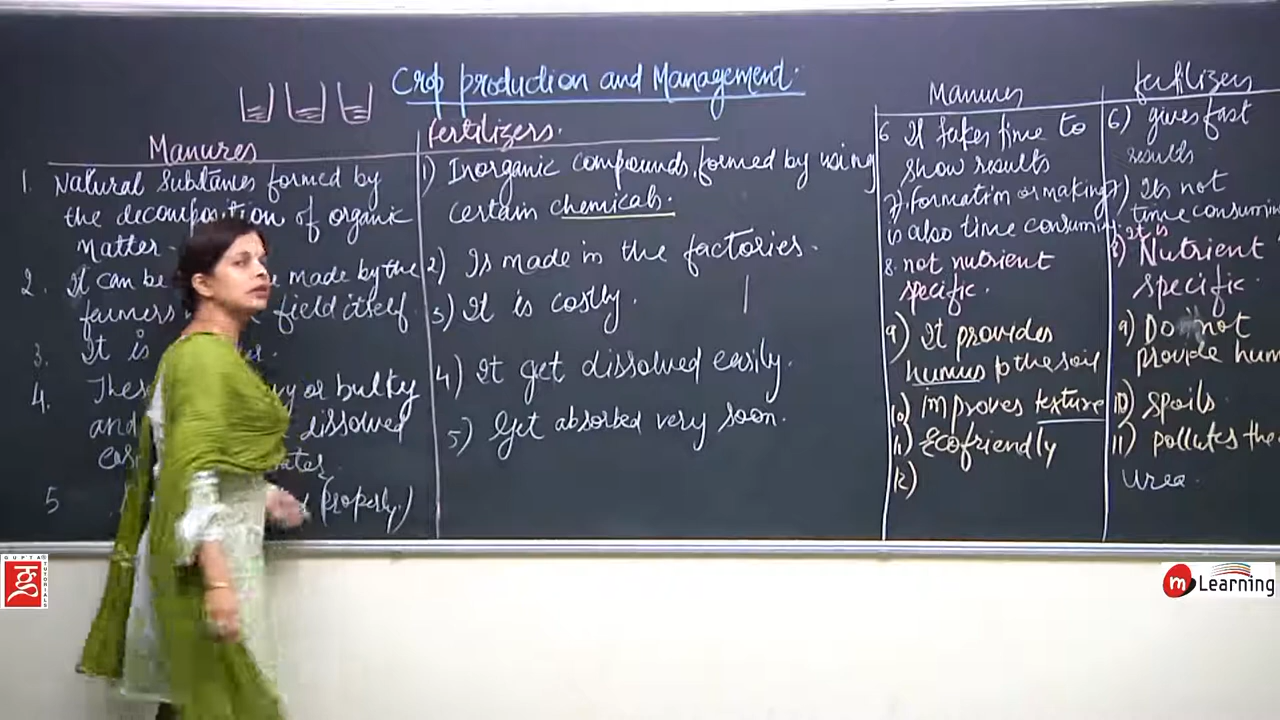 Crop production and Management.
Manures
1. Natural Substances formed by
the decomposition of organic
Matter.
2. It can be made by the
farmers field itself.
3. It is
4. These or bulky
and dissolved
5
Properly.)
fertilizers.
1) Inorganic compounds, formed by using
certain chemicals.
2) Is made in the factories.
3) It is costly.
4) It get dissolved easily.
5) Get absorbed very soon.
Manures
6 It takes time to
show results
7. Formation or making
is also time consuming
8. not nutrient
specific.
9) It provides
humus to the soil
10) improves texture
11) Ecofriendly
12)
fertilizers
6) gives fast
results
7) Its not
time consumin
it is
8) Nutrient
specific.
9) Do not
provide hum
10) Spoils
11) pollutes the
Urea.
GUPTA
TUTORIALS
m Learning